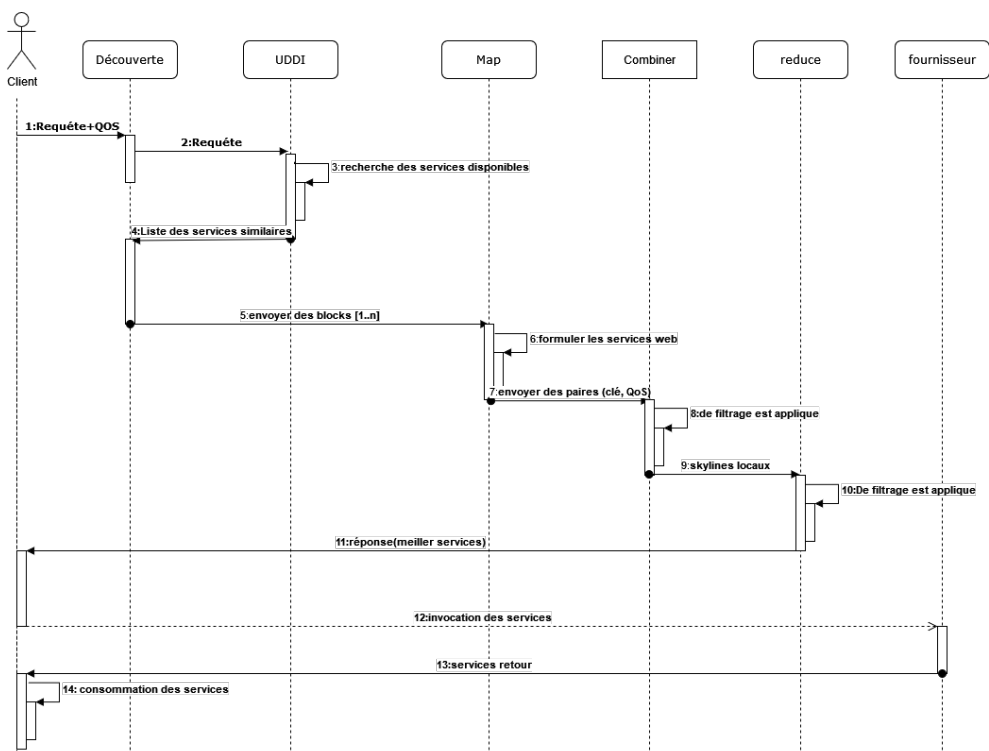 Découverte
UDDI
Map
Combiner
reduce
fournisseur
Client
1:Requéte+QOS
2:Requéte
3:recherche des services disponibles
4:Liste des services similaires
5:envoyer des blocks [1..n]
6:formuler les services web
7:envoyer des paires (clé, QoS)
8:de filtrage est applique
9:skylines locaux
10:De filtrage est applique
11:réponse(meiller services)
12:invocation des services
13:services retour
14: consommation des services